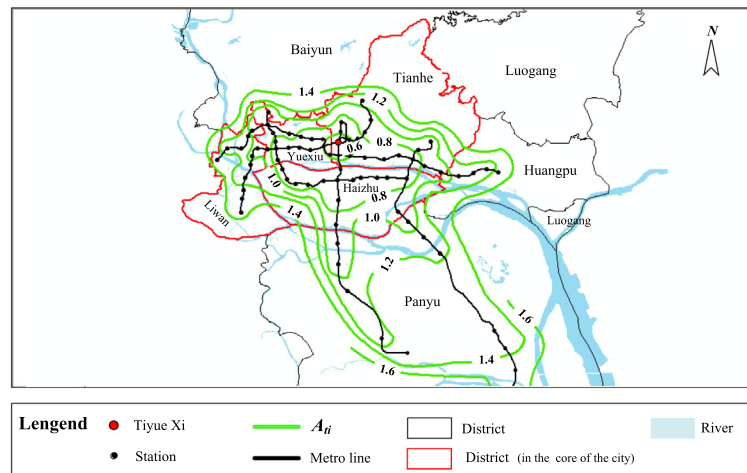 N
Baiyun
Tianhe
Luogang
1.4
1.2
0.6
0.8
Yuexiu
Huangpu
1.0
Haizhu
0.8
Liwan
1.4
1.0
Luogang
1.2
Panyu
1.6
1.4
1.6
Lengend
Tiyue Xi
Ati
District
River
Station
Metro line
District (in the core of the city)